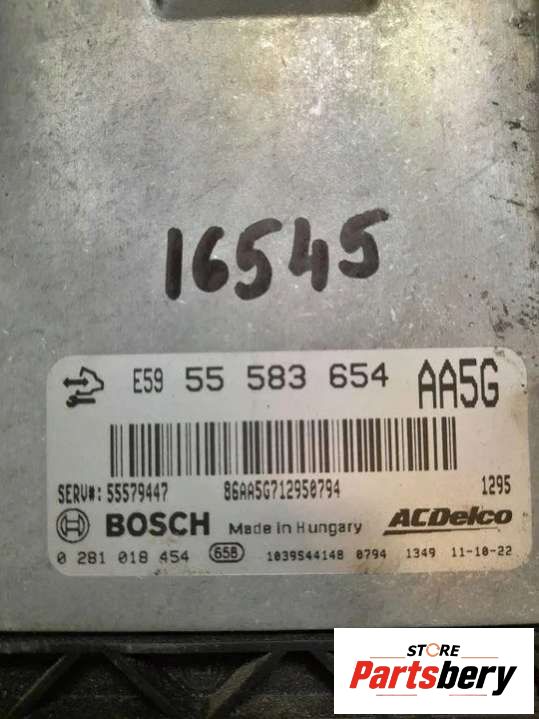 16545
E59 55 583 654 AA5G
SERV#: 55579447 86AA5G712950794 1295
BOSCH Made in Hungary ACDelco
0 281 018 454 658 1039S44148 0794 1349 11-10-22
STORE
Partsbery